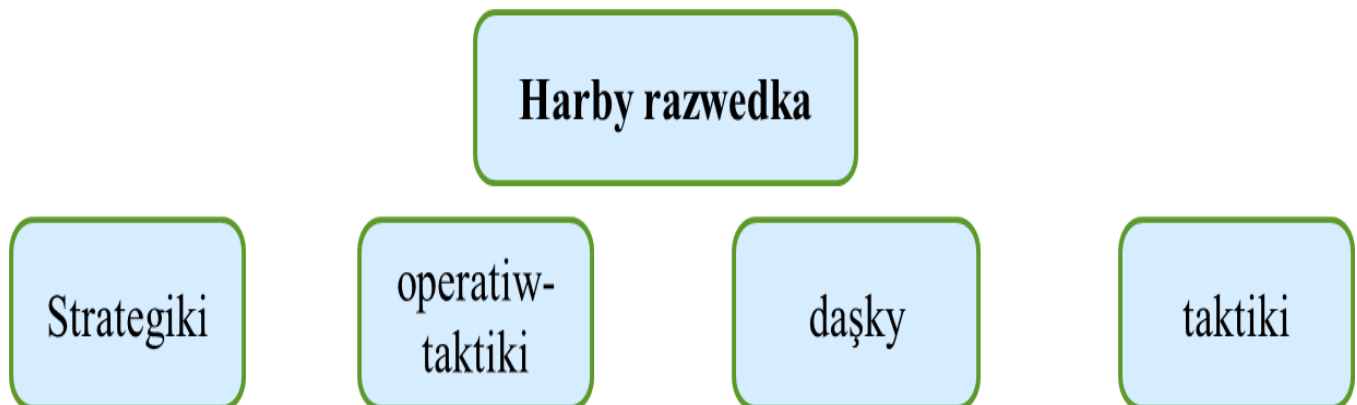 Harby razwedka
Strategiki
operatiw-
taktiki
daşky
taktiki